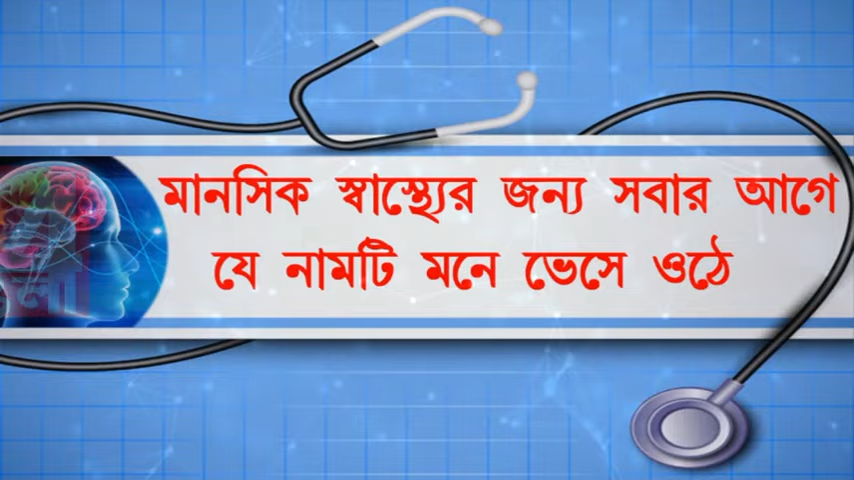 মানসিক স্বাস্থ্যের জন্য সবার আগে
যে নামটি মনে ভেসে ওঠে